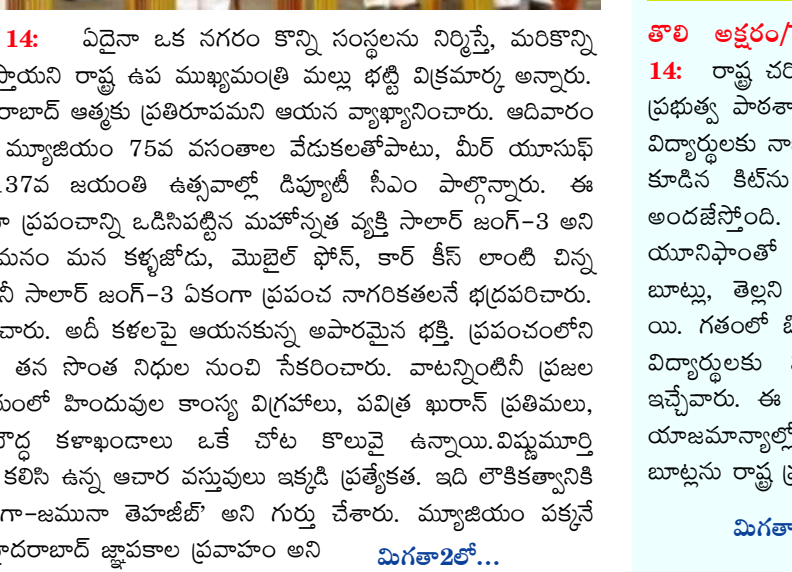 14: ఏదైనా ఒక నగరం కొన్ని సంస్థలను నిర్మిస్తే, మరికొన్ని
రాష్ట్ర ఉప ముఖ్యమంత్రి మల్లు భట్టి విక్రమార్క అన్నారు.
ఆత్మకు ప్రతిరూపమని ఆయన వ్యాఖ్యానించారు. ఆదివారం
మ్యూజియం 75వ వసంతాల వేడుకలతోపాటు, మీర్ యూసుఫ్
137వ జయంతి ఉత్సవాల్లో డిప్యూటీ సీఎం పాల్గొన్నారు. ఈ
ప్రపంచాన్ని ఒడిసిపట్టిన మహోన్నత వ్యక్తి సాలార్ జంగ్-3 అని
మనం మన కళ్ళజోడు, మొబైల్ ఫోన్, కార్ కీస్ లాంటి చిన్న
సాలార్ జంగ్-3 ఏకంగా ప్రపంచ నాగరికతలనే భద్రపరిచారు.
అదీ కళలపై ఆయనకున్న అపారమైన భక్తి. ప్రపంచంలోని
తన సొంత నిధుల నుంచి సేకరించారు. వాటన్నింటినీ ప్రజల
హిందువుల కాంస్య విగ్రహాలు, పవిత్ర ఖురాన్ ప్రతిమలు,
కళాఖండాలు ఒకే చోట కొలువై ఉన్నాయి.విష్ణుమూర్తి
కలిసి ఉన్న ఆచార వస్తువులు ఇక్కడి ప్రత్యేకత. ఇది లౌకికత్వానికి
గా-జమునా తెహజీబ్' అని గుర్తు చేశారు. మ్యూజియం పక్కనే
జ్ఞాపకాల ప్రవాహం అని
మిగతా2లో...
తొలి అక్షరం/
14: రాష్ట్ర
ప్రభుత్వ
విద్యార్థులకు
కూడిన కిట్‌ను
అందజేస్తోంది.
యూనిఫాంతో
బూట్లు, తెల్లని
యి. గతంలో
విద్యార్థులకు
ఇచ్చేవారు. ఈ
యాజమాన్యాల్లో
బూట్లను రాష్ట్ర
మిగతా